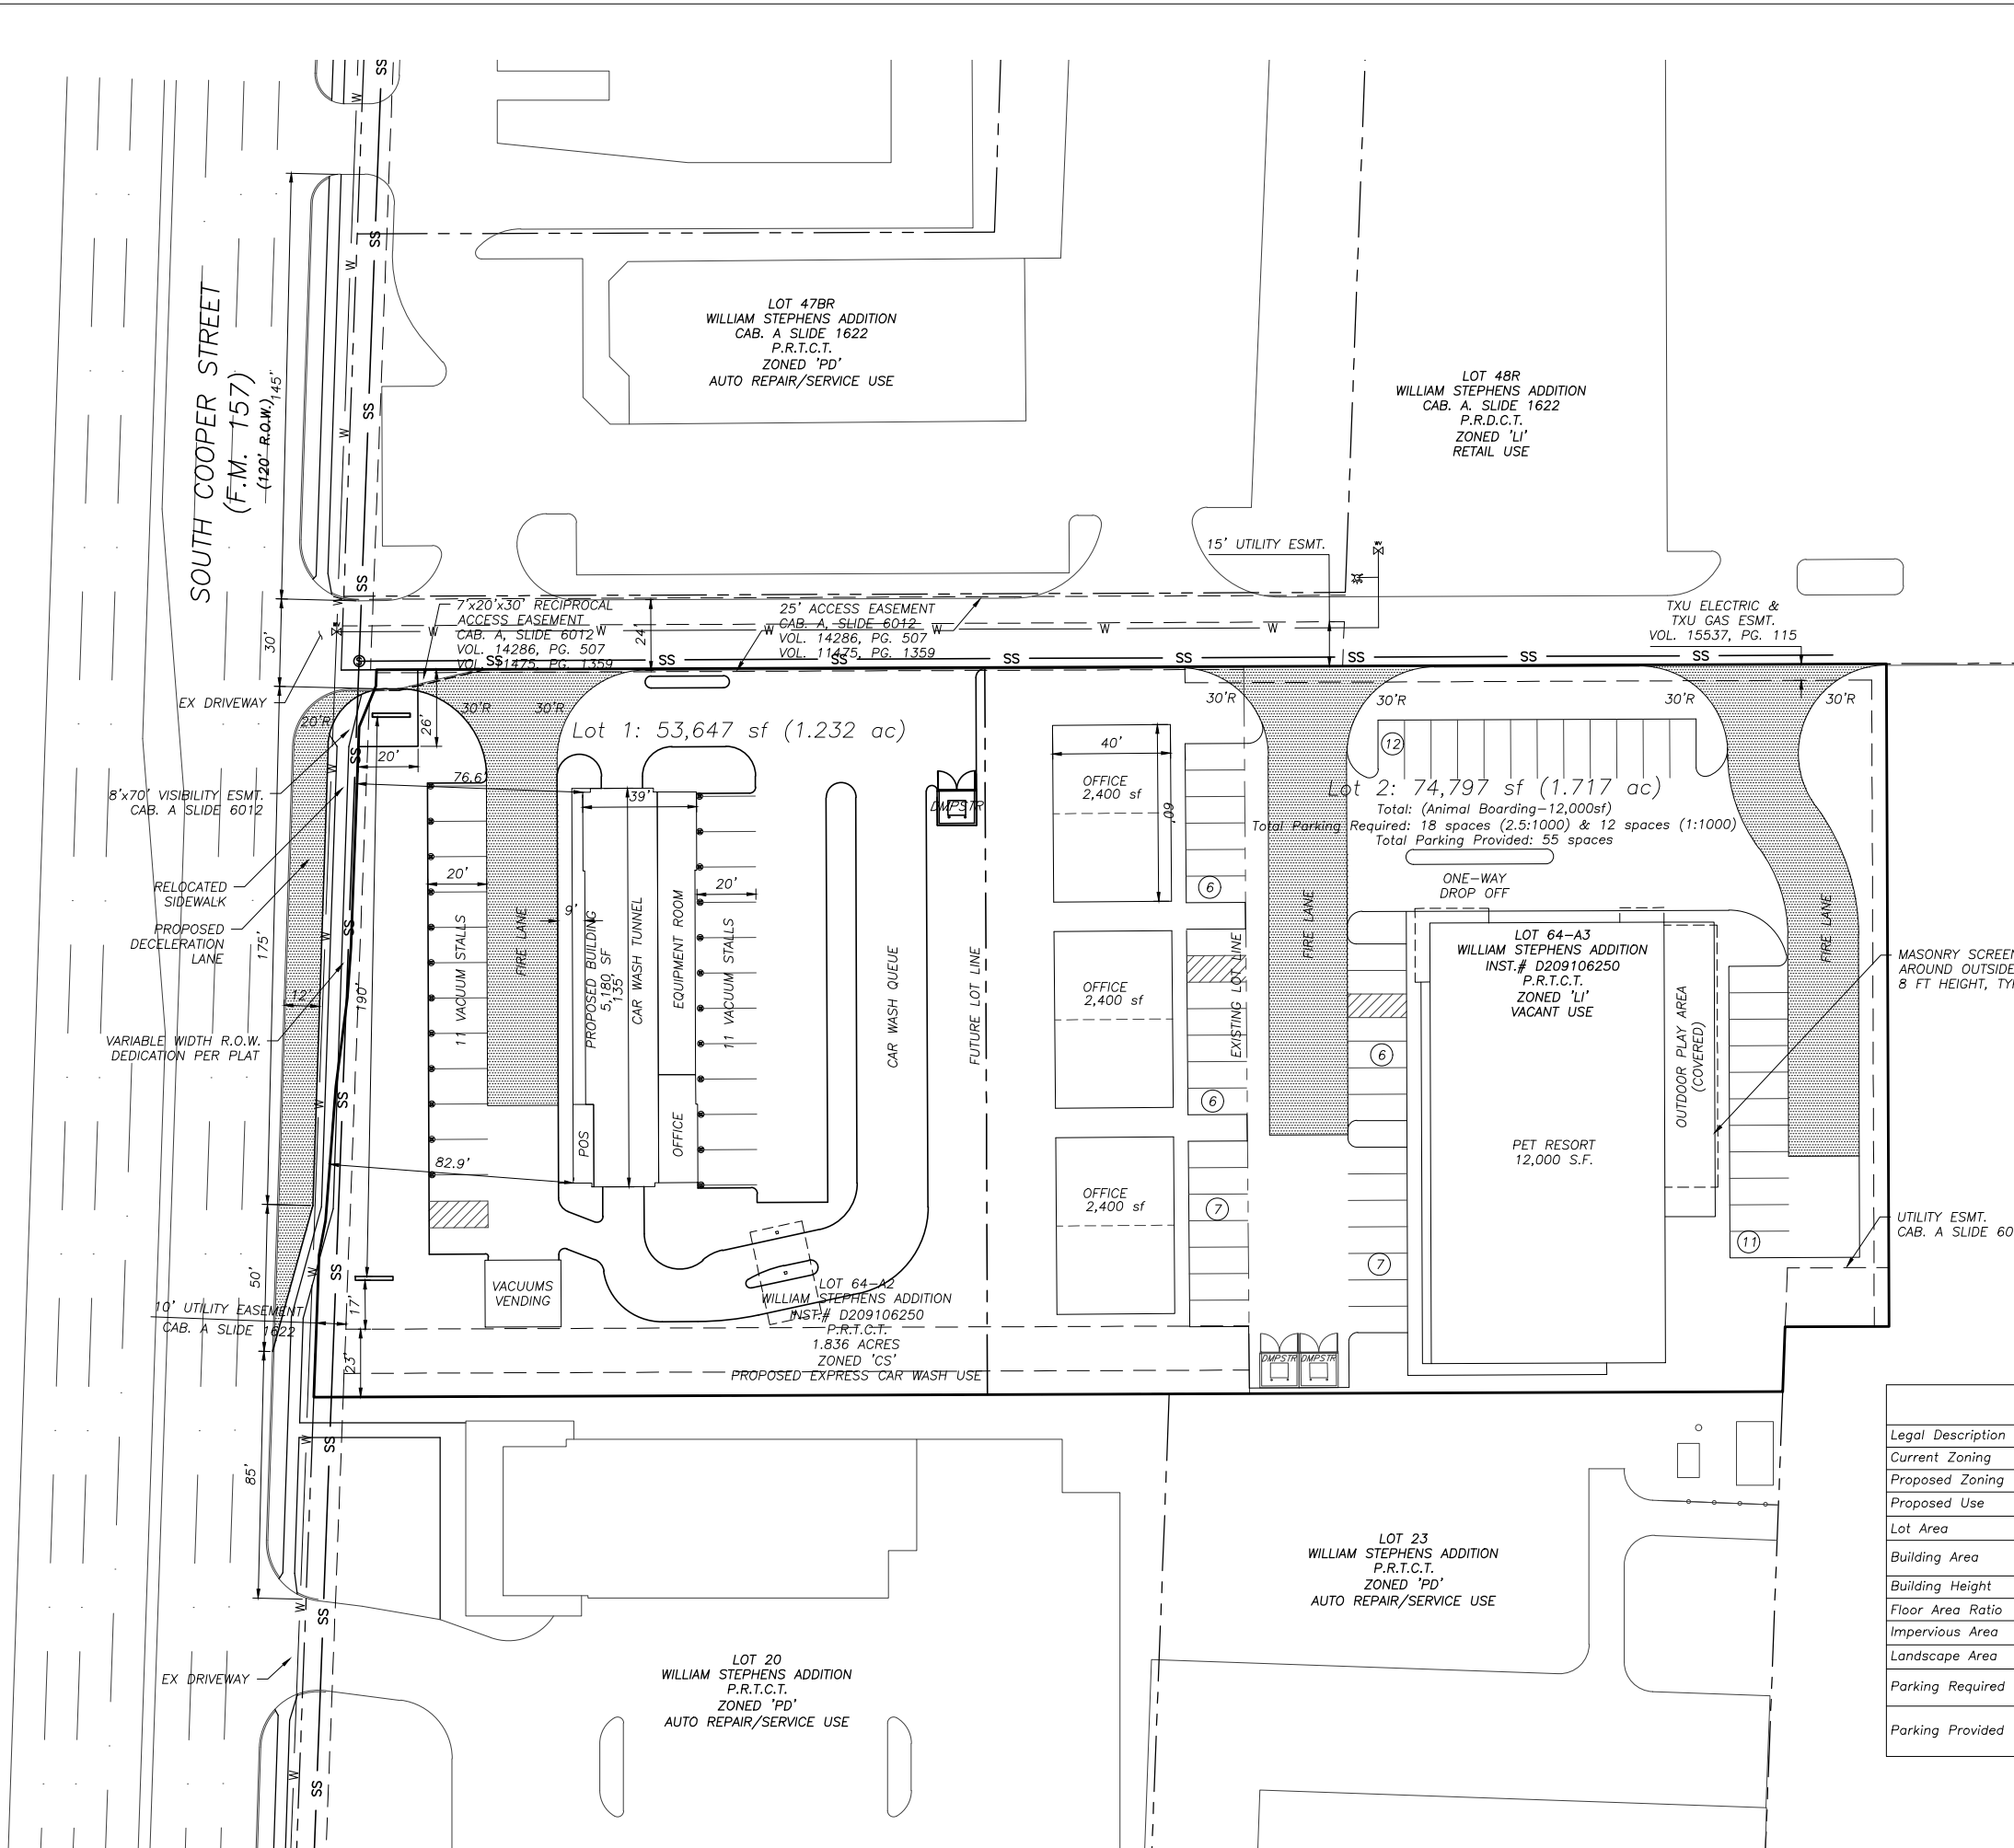 SOUTH COOPER STREET
(F.M. 157)
(120' R.O.W.)
145'
30'
175'
50'
85'
LOT 47BR
WILLIAM STEPHENS ADDITION
CAB. A SLIDE 1622
P.R.T.C.T.
ZONED 'PD'
AUTO REPAIR/SERVICE USE
LOT 48R
WILLIAM STEPHENS ADDITION
CAB. A. SLIDE 1622
P.R.D.C.T.
ZONED 'LI'
RETAIL USE
15' UTILITY ESMT.
7'x20'x30' RECIPROCAL
ACCESS EASEMENT
CAB. A, SLIDE 6012
VOL. 14286, PG. 507
VOL. 11475, PG. 1359
24'
25' ACCESS EASEMENT
CAB. A, SLIDE 6012
VOL. 14286, PG. 507
VOL. 11475, PG. 1359
TXU ELECTRIC &
TXU GAS ESMT.
VOL. 15537, PG. 115
EX DRIVEWAY
20'R
30'R
30'R
26'
20'
30'R
30'R
30'R
30'R
Lot 1: 53,647 sf (1.232 ac)
8'x70' VISIBILITY ESMT.
CAB. A SLIDE 6012
RELOCATED
SIDEWALK
PROPOSED
DECELERATION
LANE
12'
VARIABLE WIDTH R.O.W.
DEDICATION PER PLAT
10' UTILITY EASEMENT
CAB. A SLIDE 1622
190'
17'
23'
76.6'
82.9'
39'
20'
9'
20'
11 VACUUM STALLS
FIRE LANE
PROPOSED BUILDING
5,180 SF
135'
CAR WASH TUNNEL
EQUIPMENT ROOM
OFFICE
POS
11 VACUUM STALLS
DMPSTR
CAR WASH QUEUE
FUTURE LOT LINE
VACUUMS
VENDING
LOT 64-A2
WILLIAM STEPHENS ADDITION
INST.# D209106250
P.R.T.C.T.
1.836 ACRES
ZONED 'CS'
PROPOSED EXPRESS CAR WASH USE
40'
60'
OFFICE
2,400 sf
OFFICE
2,400 sf
OFFICE
2,400 sf
6
6
7
EXISTING LOT LINE
FIRE LANE
12
Lot 2: 74,797 sf (1.717 ac)
Total: (Animal Boarding-12,000sf)
Total Parking Required: 18 spaces (2.5:1000) & 12 spaces (1:1000)
Total Parking Provided: 55 spaces
ONE-WAY
DROP OFF
LOT 64-A3
WILLIAM STEPHENS ADDITION
INST.# D209106250
P.R.T.C.T.
ZONED 'LI'
VACANT USE
6
7
PET RESORT
12,000 S.F.
OUTDOOR PLAY AREA
(COVERED)
FIRE LANE
11
DMPSTR
DMPSTR
MASONRY SCREEN
AROUND OUTSIDE
8 FT HEIGHT,
UTILITY ESMT.
CAB. A SLIDE
LOT 23
WILLIAM STEPHENS ADDITION
P.R.T.C.T.
ZONED 'PD'
AUTO REPAIR/SERVICE USE
LOT 20
WILLIAM STEPHENS ADDITION
P.R.T.C.T.
ZONED 'PD'
AUTO REPAIR/SERVICE USE
EX DRIVEWAY
Legal Description
Current Zoning
Proposed Zoning
Proposed Use
Lot Area
Building Area
Building Height
Floor Area Ratio
Impervious Area
Landscape Area
Parking Required
Parking Provided